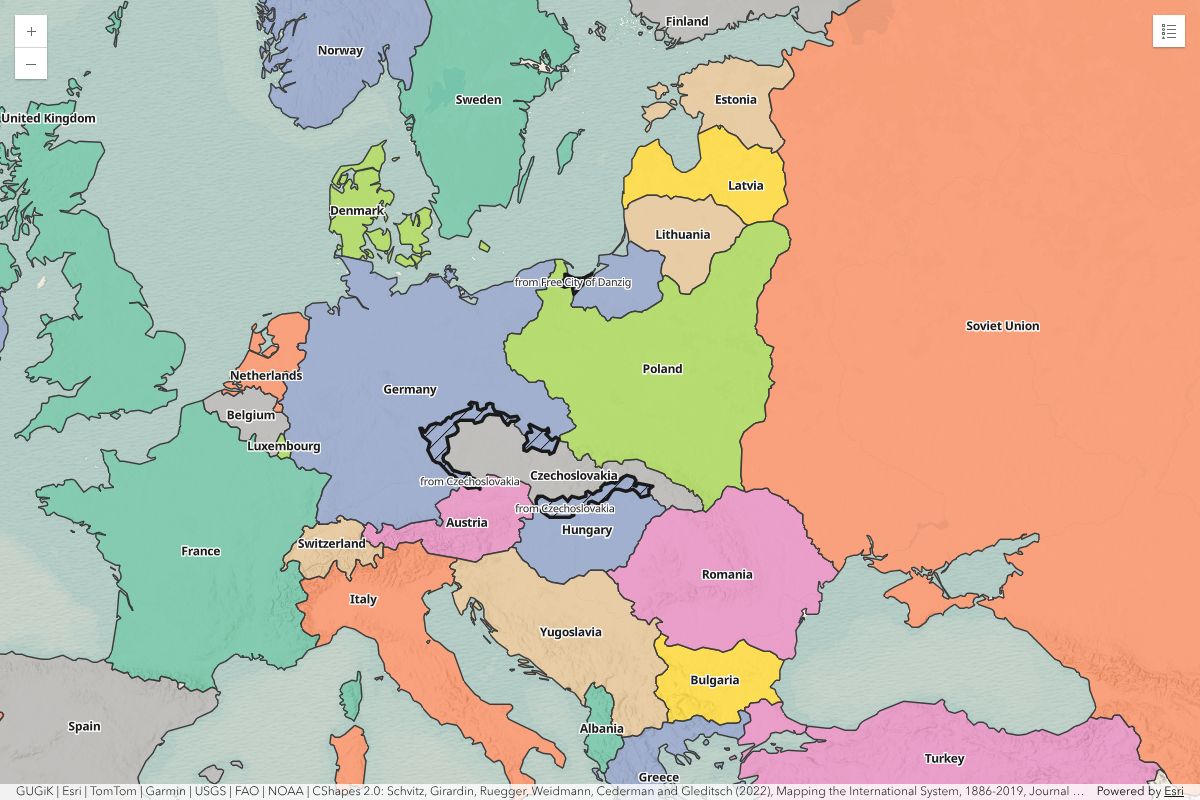 Finland
Norway
Sweden
Estonia
United Kingdom
Latvia
Denmark
Lithuania
from Free City of Danzig
Soviet Union
Poland
Netherlands
Germany
Belgium
Luxembourg
Czechoslovakia
from Czechoslovakia
from Czechoslovakia
Austria
Hungary
Switzerland
France
Romania
Italy
Yugoslavia
Bulgaria
Spain
Albania
Turkey
Greece
GUGiK | Esri | TomTom | Garmin | USGS | FAO | NOAA | CShapes 2.0: Schvitz, Girardin, Ruegger, Weidmann, Cederman and Gleditsch (2022), Mapping the International System, 1886-2019, Journal ... Powered by Esri